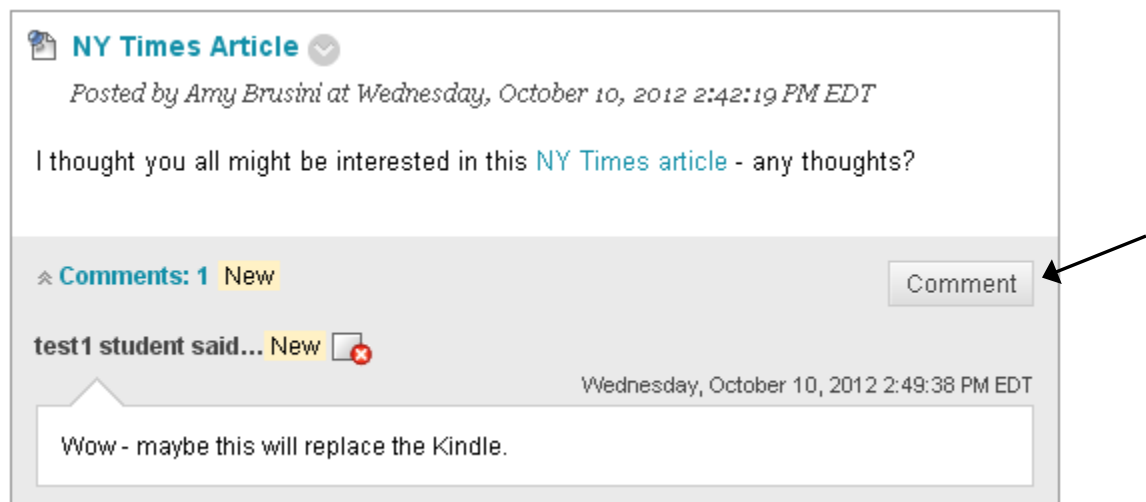 NY Times Article
Posted by Amy Brusini at Wednesday, October 10, 2012 2:42:19 PM EDT
I thought you all might be interested in this NY Times article - any thoughts?
Comments: 1 New
Comment
test1 student said... New
Wednesday, October 10, 2012 2:49:38 PM EDT
Wow - maybe this will replace the Kindle.